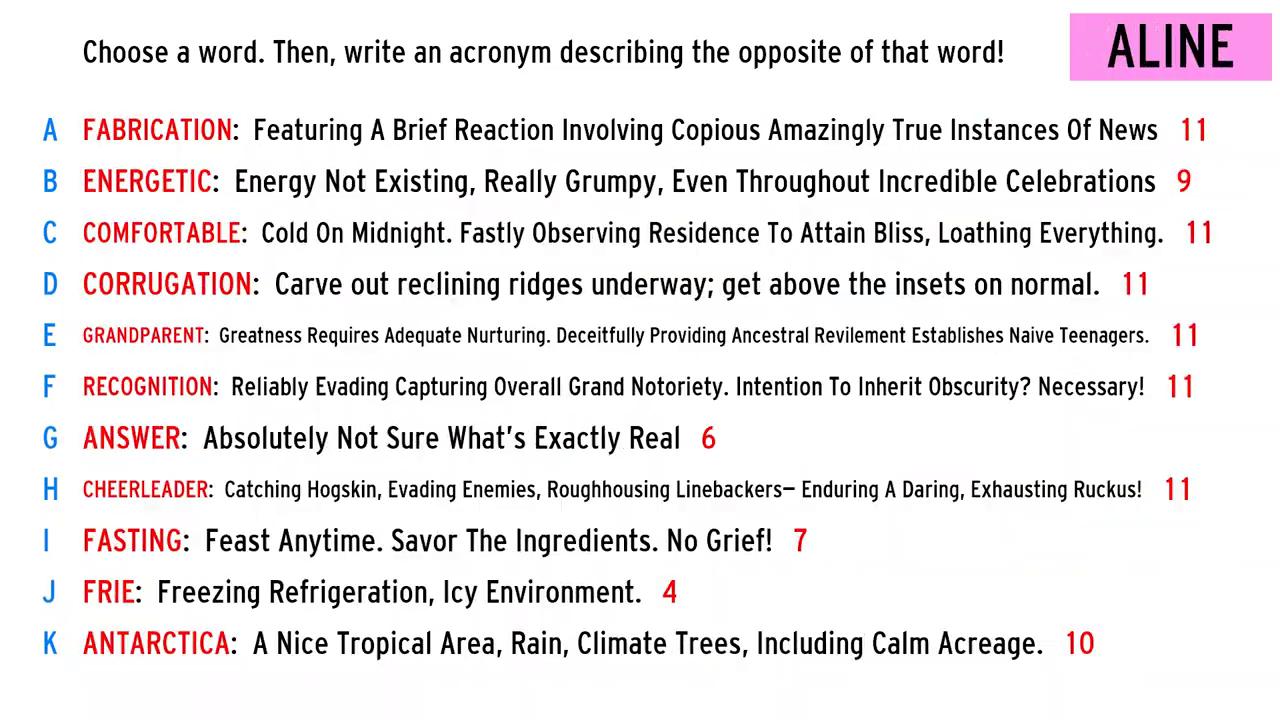 Choose a word. Then, write an acronym describing the opposite of that word!
ALINE
A FABRICATION: Featuring A Brief Reaction Involving Copious Amazingly True Instances Of News 11
B ENERGETIC: Energy Not Existing, Really Grumpy, Even Throughout Incredible Celebrations 9
C COMFORTABLE: Cold On Midnight. Fastly Observing Residence To Attain Bliss, Loathing Everything. 11
D CORRUGATION: Carve out reclining ridges underway; get above the insets on normal. 11
E GRANDPARENT: Greatness Requires Adequate Nurturing. Deceitfully Providing Ancestral Revilement Establishes Naive Teenagers. 11
F RECOGNITION: Reliably Evading Capturing Overall Grand Notoriety. Intention To Inherit Obscurity? Necessary! 11
G ANSWER: Absolutely Not Sure What's Exactly Real 6
H CHEERLEADER: Catching Hogskin, Evading Enemies, Roughhousing Linebackers– Enduring A Daring, Exhausting Ruckus! 11
I FASTING: Feast Anytime. Savor The Ingredients. No Grief! 7
J FRIE: Freezing Refrigeration, Icy Environment. 4
K ANTARCTICA: A Nice Tropical Area, Rain, Climate Trees, Including Calm Acreage. 10